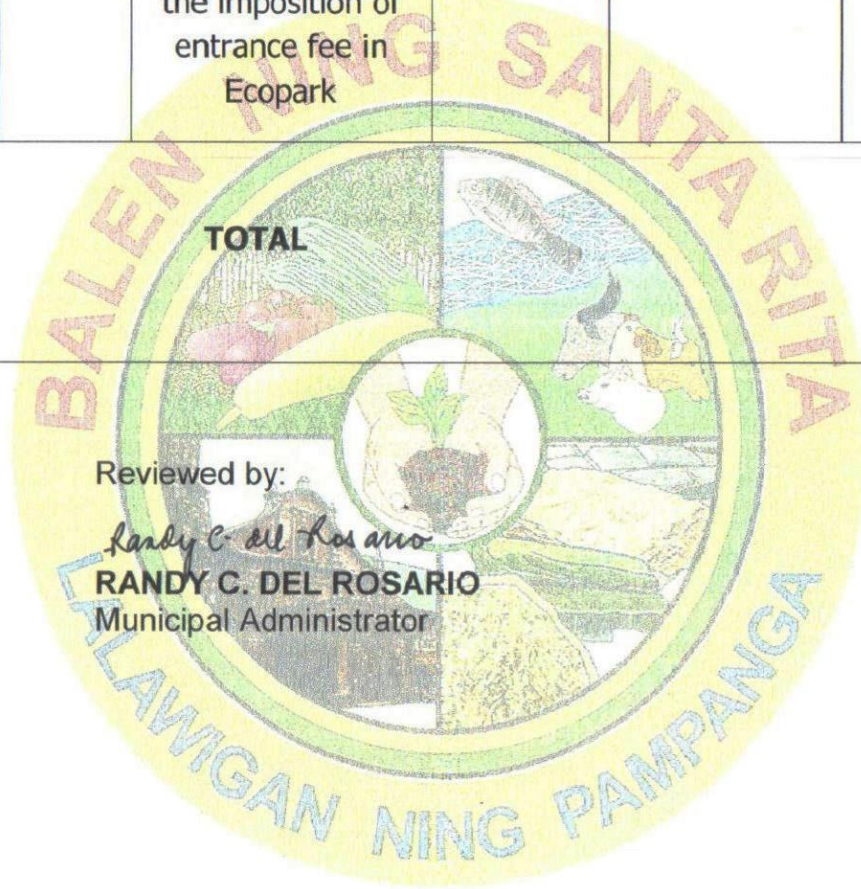 the imposition of
entrance fee in
Ecopark
TOTAL
BALEN NING SANTA RITA
Reviewed by:
Randy C. del Rosario
RANDY C. DEL ROSARIO
Municipal Administrator
LALAWIGAN NING PAMPANGA